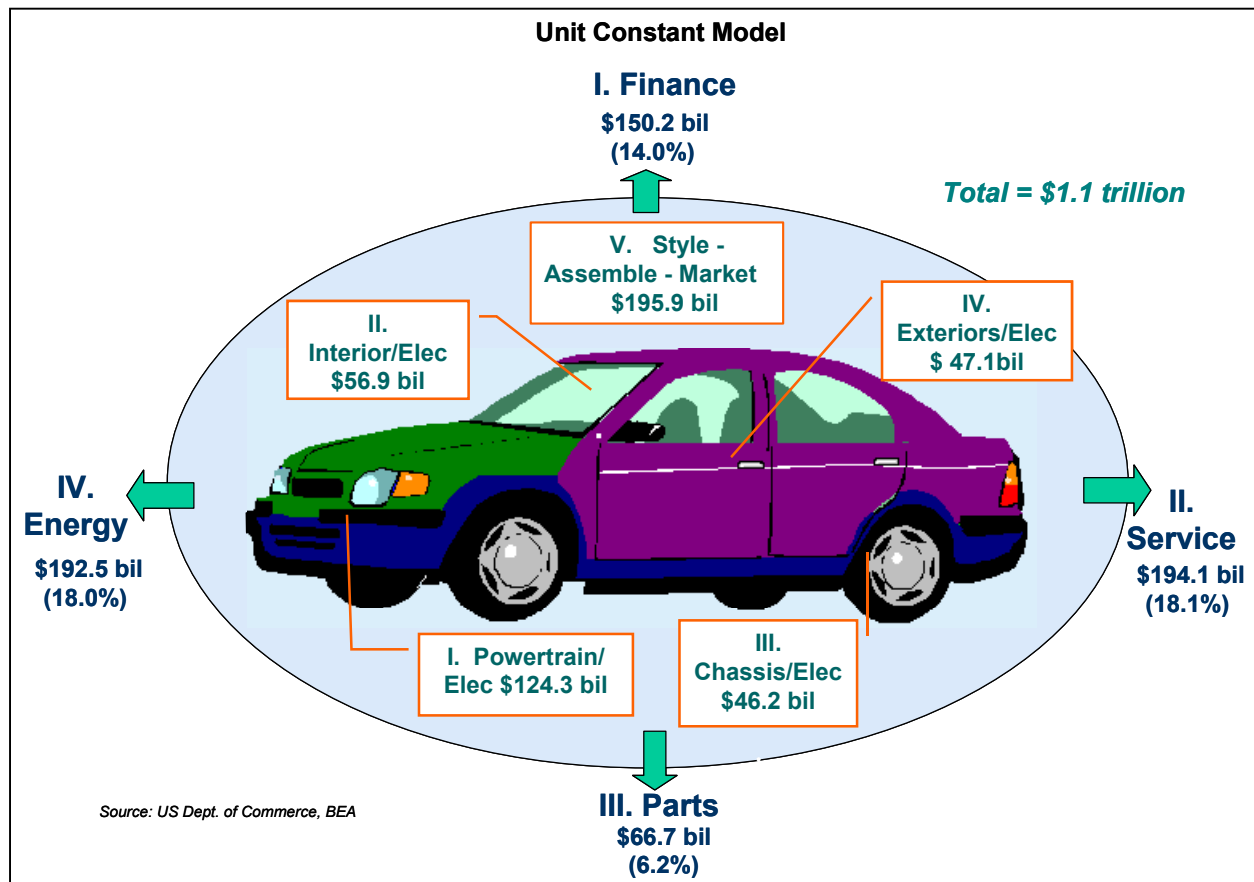 Unit Constant Model
I. Finance
$150.2 bil
(14.0%)
Total = $1.1 trillion
V. Style -
Assemble - Market
$195.9 bil
II.
Interior/Elec
$56.9 bil
IV.
Exteriors/Elec
$ 47.1bil
IV.
Energy
$192.5 bil
(18.0%)
II.
Service
$194.1 bil
(18.1%)
I. Powertrain/
Elec $124.3 bil
III.
Chassis/Elec
$46.2 bil
Source: US Dept. of Commerce, BEA
III. Parts
$66.7 bil
(6.2%)